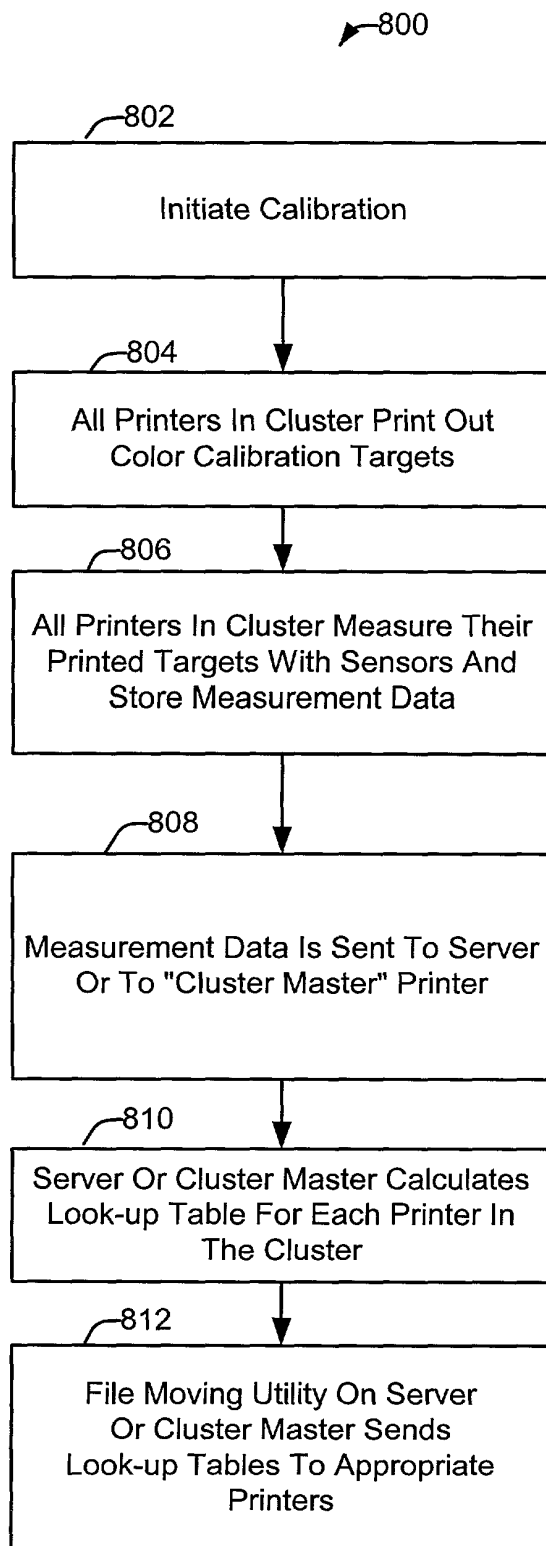 800
802
Initiate Calibration
804
All Printers In Cluster Print Out
Color Calibration Targets
806
All Printers In Cluster Measure Their
Printed Targets With Sensors And
Store Measurement Data
808
Measurement Data Is Sent To Server
Or To "Cluster Master" Printer
810
Server Or Cluster Master Calculates
Look-up Table For Each Printer In
The Cluster
812
File Moving Utility On Server
Or Cluster Master Sends
Look-up Tables To Appropriate
Printers